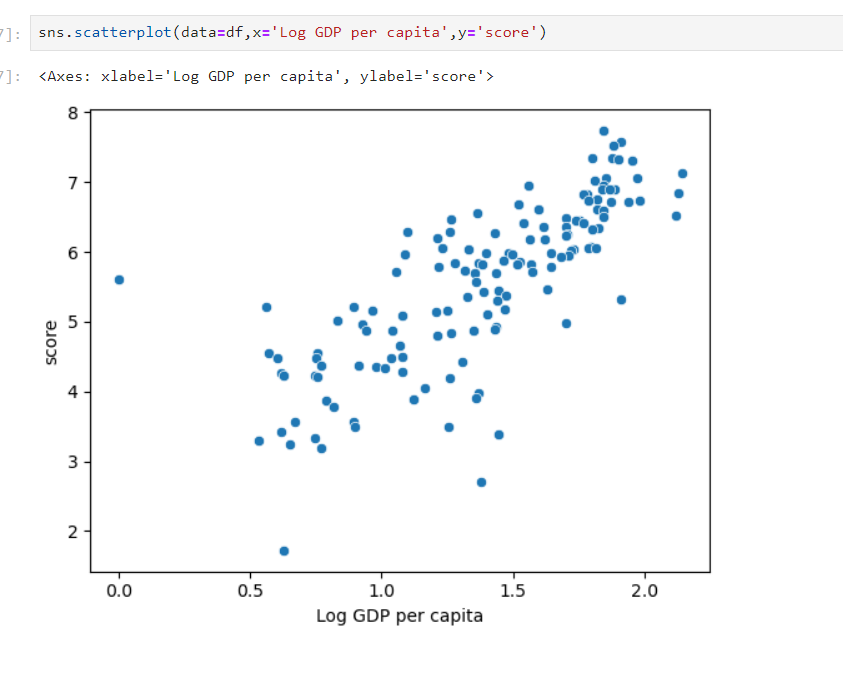 7]: sns.scatterplot(data=df,x='Log GDP per capita',y='score')
7]: <Axes: xlabel='Log GDP per capita', ylabel='score'>
8
7
6
5
4
3
2
score
0.0 0.5 1.0 1.5 2.0
Log GDP per capita